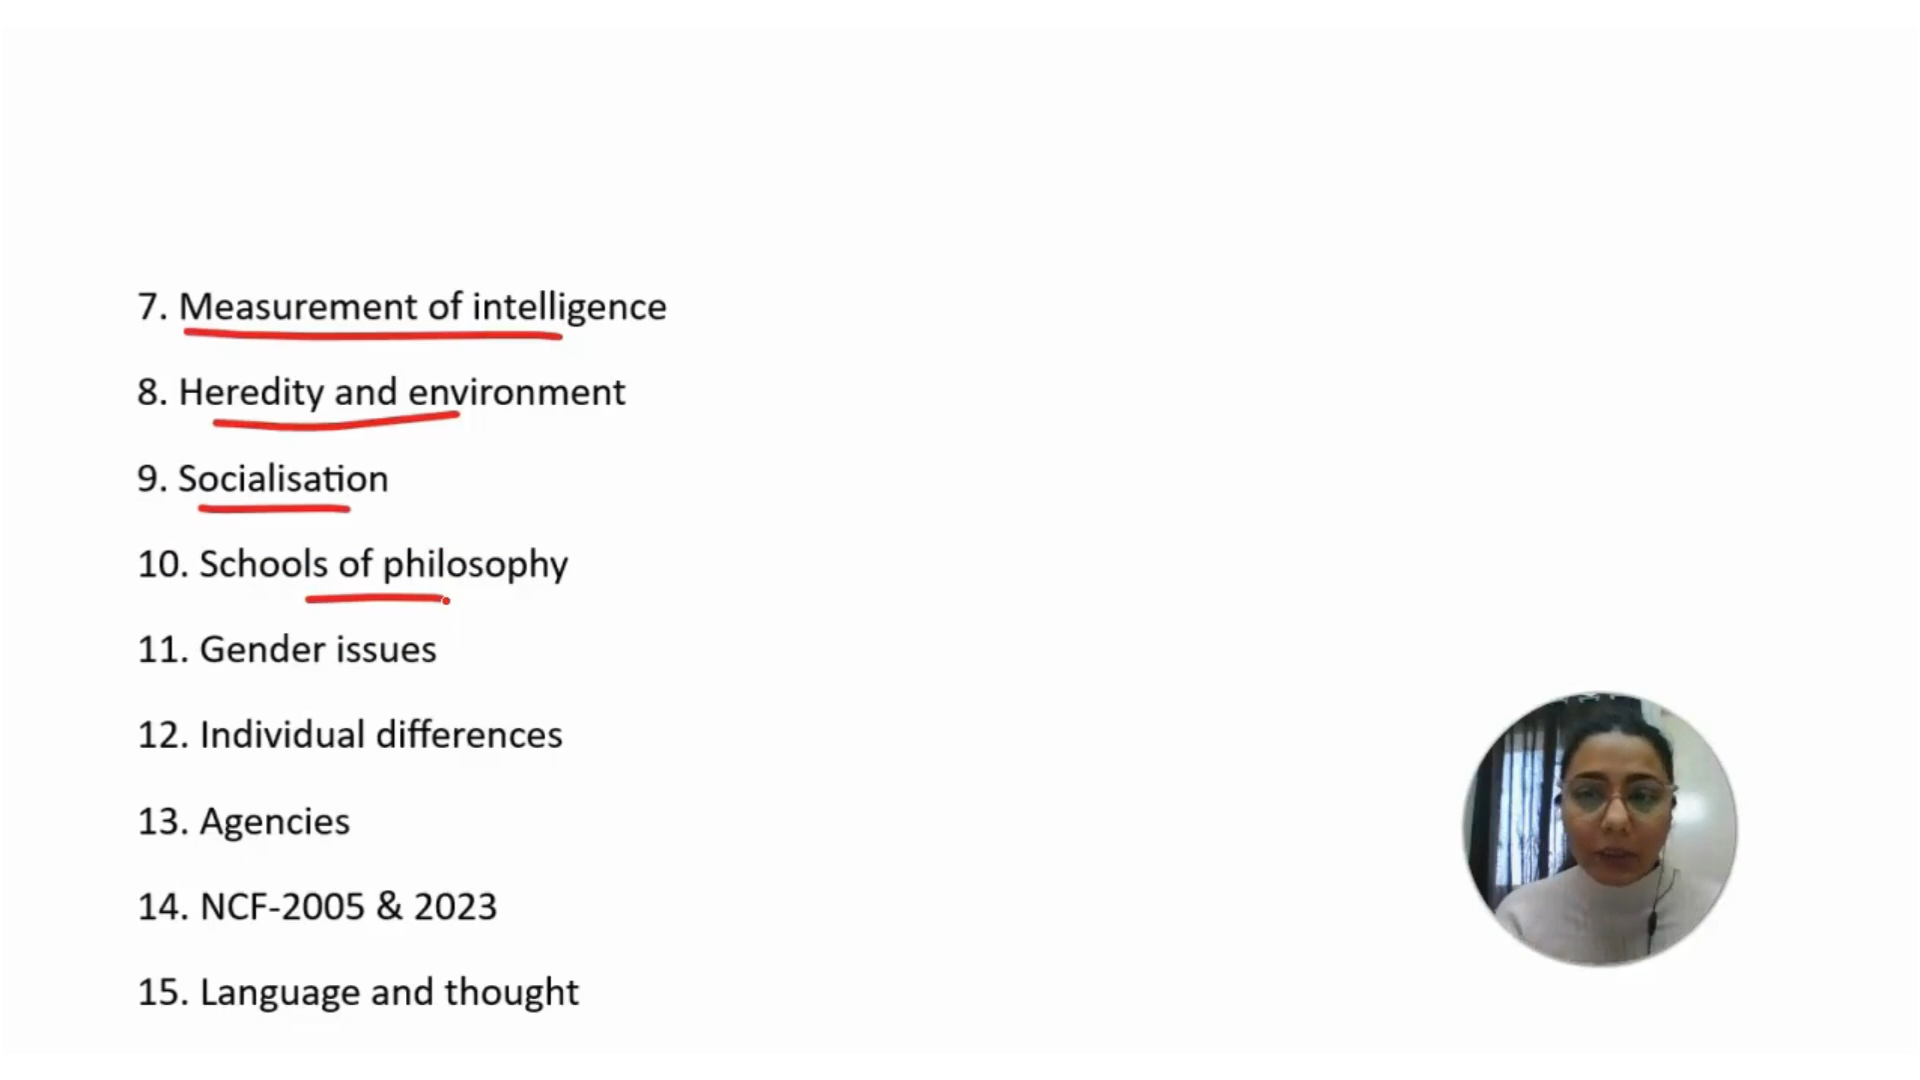 7. Measurement of intelligence
8. Heredity and environment
9. Socialisation
10. Schools of philosophy
11. Gender issues
12. Individual differences
13. Agencies
14. NCF-2005 & 2023
15. Language and thought